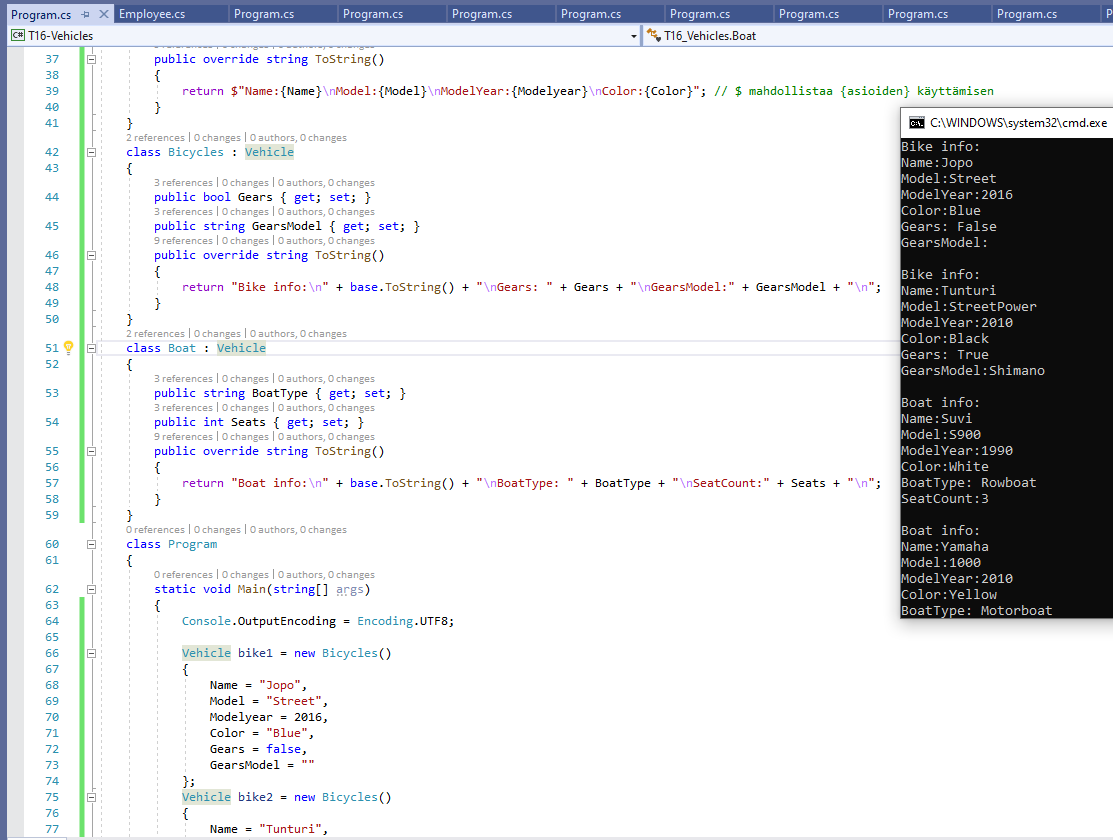 Program.cs Employee.cs Program.cs Program.cs Program.cs Program.cs Program.cs Program.cs Program.cs Program.cs P
C# T16-Vehicles T16_Vehicles.Boat
37 public override string ToString()
38 {
39 return $"Name:{Name}\nModel:{Model}\nModelYear:{Modelyear}\nColor:{Color}"; // $ mahdollistaa {asioiden} käyttämisen
40 }
41 }
2 references | 0 changes | 0 authors, 0 changes
42 class Bicycles : Vehicle
43 {
3 references | 0 changes | 0 authors, 0 changes
44 public bool Gears { get; set; }
3 references | 0 changes | 0 authors, 0 changes
45 public string GearsModel { get; set; }
9 references | 0 changes | 0 authors, 0 changes
46 public override string ToString()
47 {
48 return "Bike info:\n" + base.ToString() + "\nGears: " + Gears + "\nGearsModel:" + GearsModel + "\n";
49 }
50 }
2 references | 0 changes | 0 authors, 0 changes
51 class Boat : Vehicle
52 {
3 references | 0 changes | 0 authors, 0 changes
53 public string BoatType { get; set; }
3 references | 0 changes | 0 authors, 0 changes
54 public int Seats { get; set; }
9 references | 0 changes | 0 authors, 0 changes
55 public override string ToString()
56 {
57 return "Boat info:\n" + base.ToString() + "\nBoatType: " + BoatType + "\nSeatCount:" + Seats + "\n";
58 }
59 }
0 references | 0 changes | 0 authors, 0 changes
60 class Program
61 {
0 references | 0 changes | 0 authors, 0 changes
62 static void Main(string[] args)
63 {
64 Console.OutputEncoding = Encoding.UTF8;
65
66 Vehicle bike1 = new Bicycles()
67 {
68 Name = "Jopo",
69 Model = "Street",
70 Modelyear = 2016,
71 Color = "Blue",
72 Gears = false,
73 GearsModel = ""
74 };
75 Vehicle bike2 = new Bicycles()
76 {
77 Name = "Tunturi",
C:\WINDOWS\system32\cmd.exe
Bike info:
Name:Jopo
Model:Street
ModelYear:2016
Color:Blue
Gears: False
GearsModel:
Bike info:
Name:Tunturi
Model:StreetPower
ModelYear:2010
Color:Black
Gears: True
GearsModel:Shimano
Boat info:
Name:Suvi
Model:S900
ModelYear:1990
Color:White
BoatType: Rowboat
SeatCount:3
Boat info:
Name:Yamaha
Model:1000
ModelYear:2010
Color:Yellow
BoatType: Motorboat